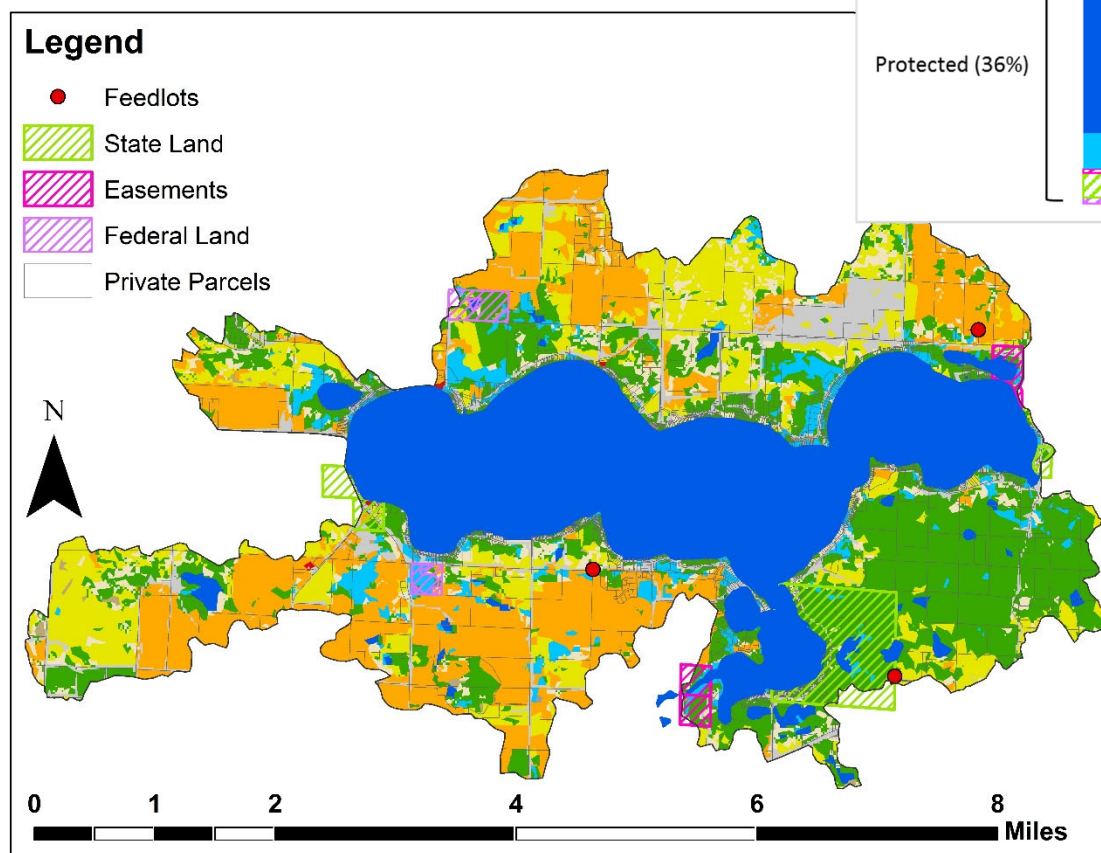 Protected (36%)
Legend
Feedlots
State Land
Easements
Federal Land
Private Parcels
N
0 1 2 4 6 8
Miles